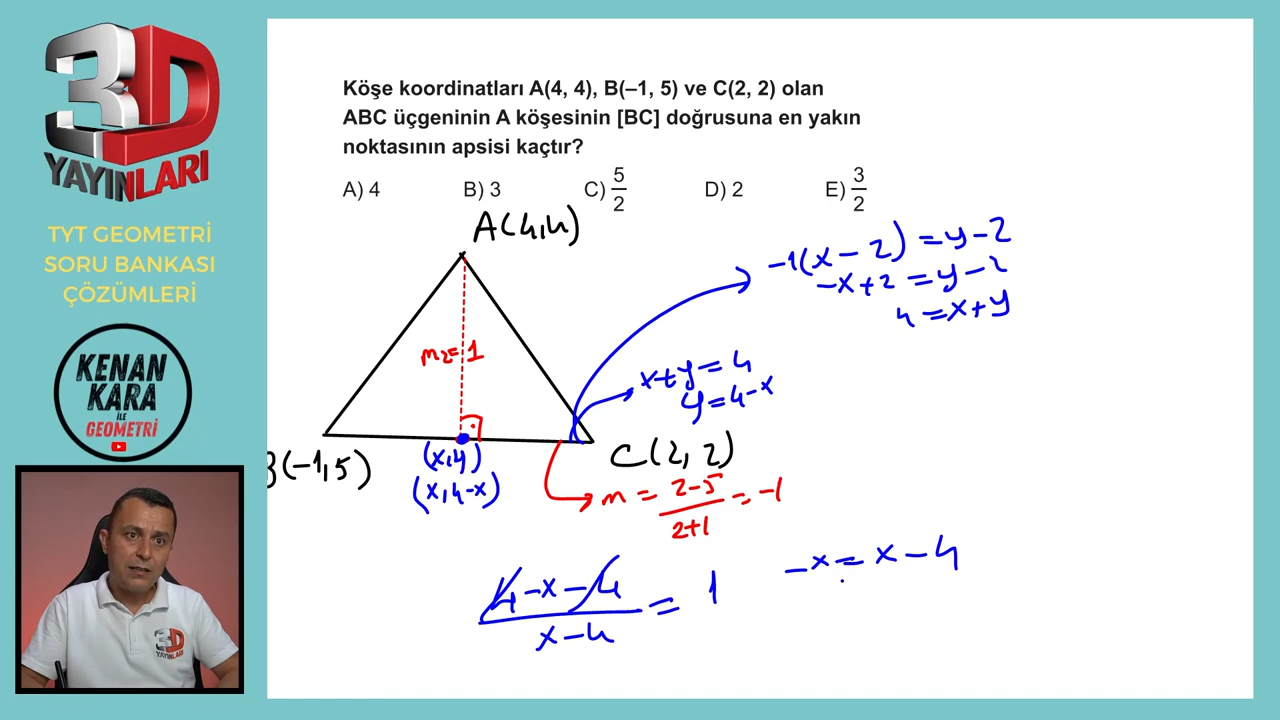 3D
YAYINLARI
TYT GEOMETRİ
SORU BANKASI
ÇÖZÜMLERİ
KENAN
KARA
İLE
GEOMETRİ
3D
YAYINLARI
Köşe koordinatları A(4, 4), B(–1, 5) ve C(2, 2) olan
ABC üçgeninin A köşesinin [BC] doğrusuna en yakın
noktasının apsisi kaçtır?
A) 4 B) 3 C) 5/2 D) 2 E) 3/2
A(4,4)
-1(x-2)=y-2
-x+2=y-2
4=x+y
m2=1
x+y=4
y=4-x
B(-1,5)
(x,y)
(x,4-x)
C(2,2)
m = 2-5/2+1 = -1
4-x-4/x-4 = 1
-x=x-4